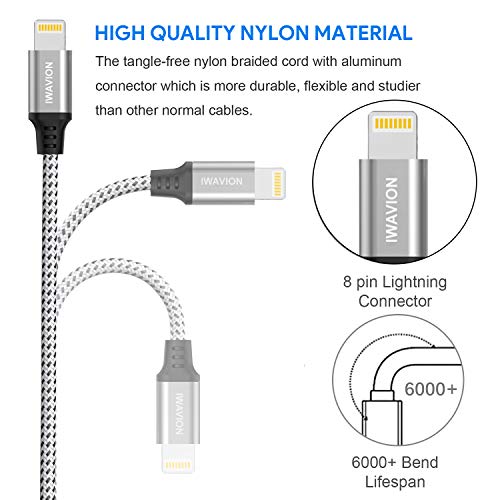 HIGH QUALITY NYLON MATERIAL
The tangle-free nylon braided cord with aluminum
connector which is more durable, flexible and studier
than other normal cables.
IWAVION
IWAVION
IWAVION
IWAVION
8 pin Lightning
Connector
6000+
6000+ Bend
Lifespan